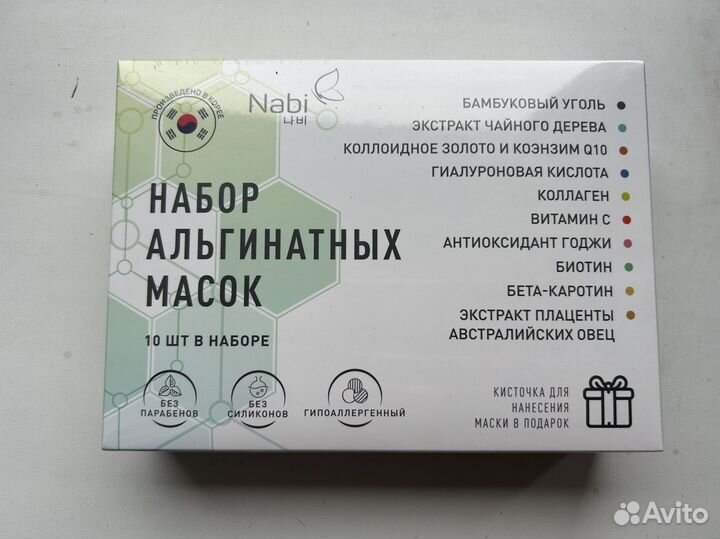 ПРОИЗВЕДЕНО В КОРЕЕ
Nabi
나비
НАБОР
АЛЬГИНАТНЫХ
МАСОК
10 ШТ В НАБОРЕ
БЕЗ
ПАРАБЕНОВ
БЕЗ
СИЛИКОНОВ
ГИПОАЛЛЕРГЕННЫЙ
БАМБУКОВЫЙ УГОЛЬ
ЭКСТРАКТ ЧАЙНОГО ДЕРЕВА
КОЛЛОИДНОЕ ЗОЛОТО И КОЭНЗИМ Q10
ГИАЛУРОНОВАЯ КИСЛОТА
КОЛЛАГЕН
ВИТАМИН С
АНТИОКСИДАНТ ГОДЖИ
БИОТИН
БЕТА-КАРОТИН
ЭКСТРАКТ ПЛАЦЕНТЫ
АВСТРАЛИЙСКИХ ОВЕЦ
КИСТОЧКА ДЛЯ
НАНЕСЕНИЯ
МАСКИ В ПОДАРОК
Avito